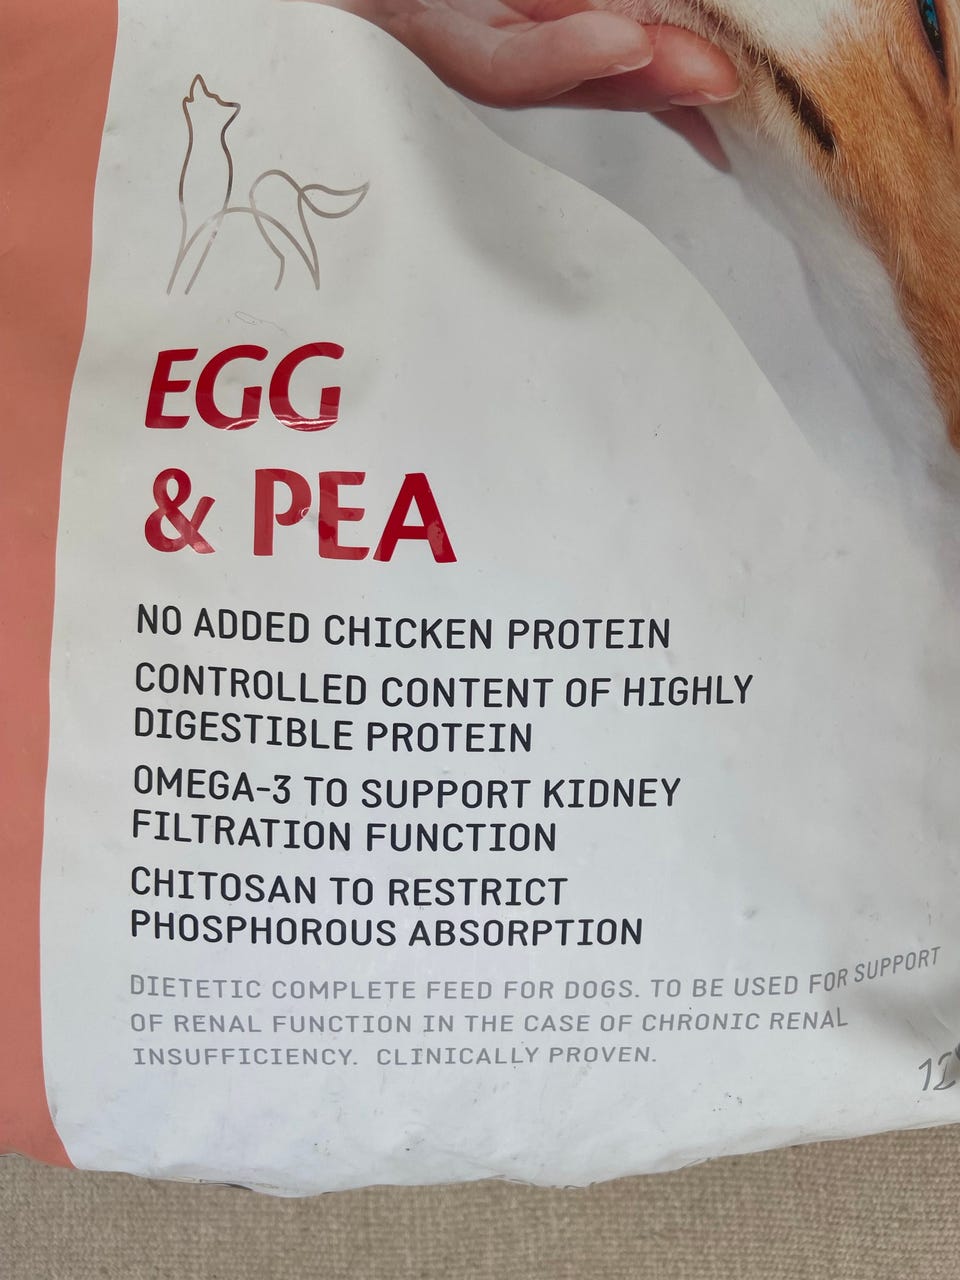 EGG
& PEA
NO ADDED CHICKEN PROTEIN
CONTROLLED CONTENT OF HIGHLY
DIGESTIBLE PROTEIN
OMEGA-3 TO SUPPORT KIDNEY
FILTRATION FUNCTION
CHITOSAN TO RESTRICT
PHOSPHOROUS ABSORPTION
DIETETIC COMPLETE FEED FOR DOGS. TO BE USED FOR SUPPORT
OF RENAL FUNCTION IN THE CASE OF CHRONIC RENAL
INSUFFICIENCY. CLINICALLY PROVEN.